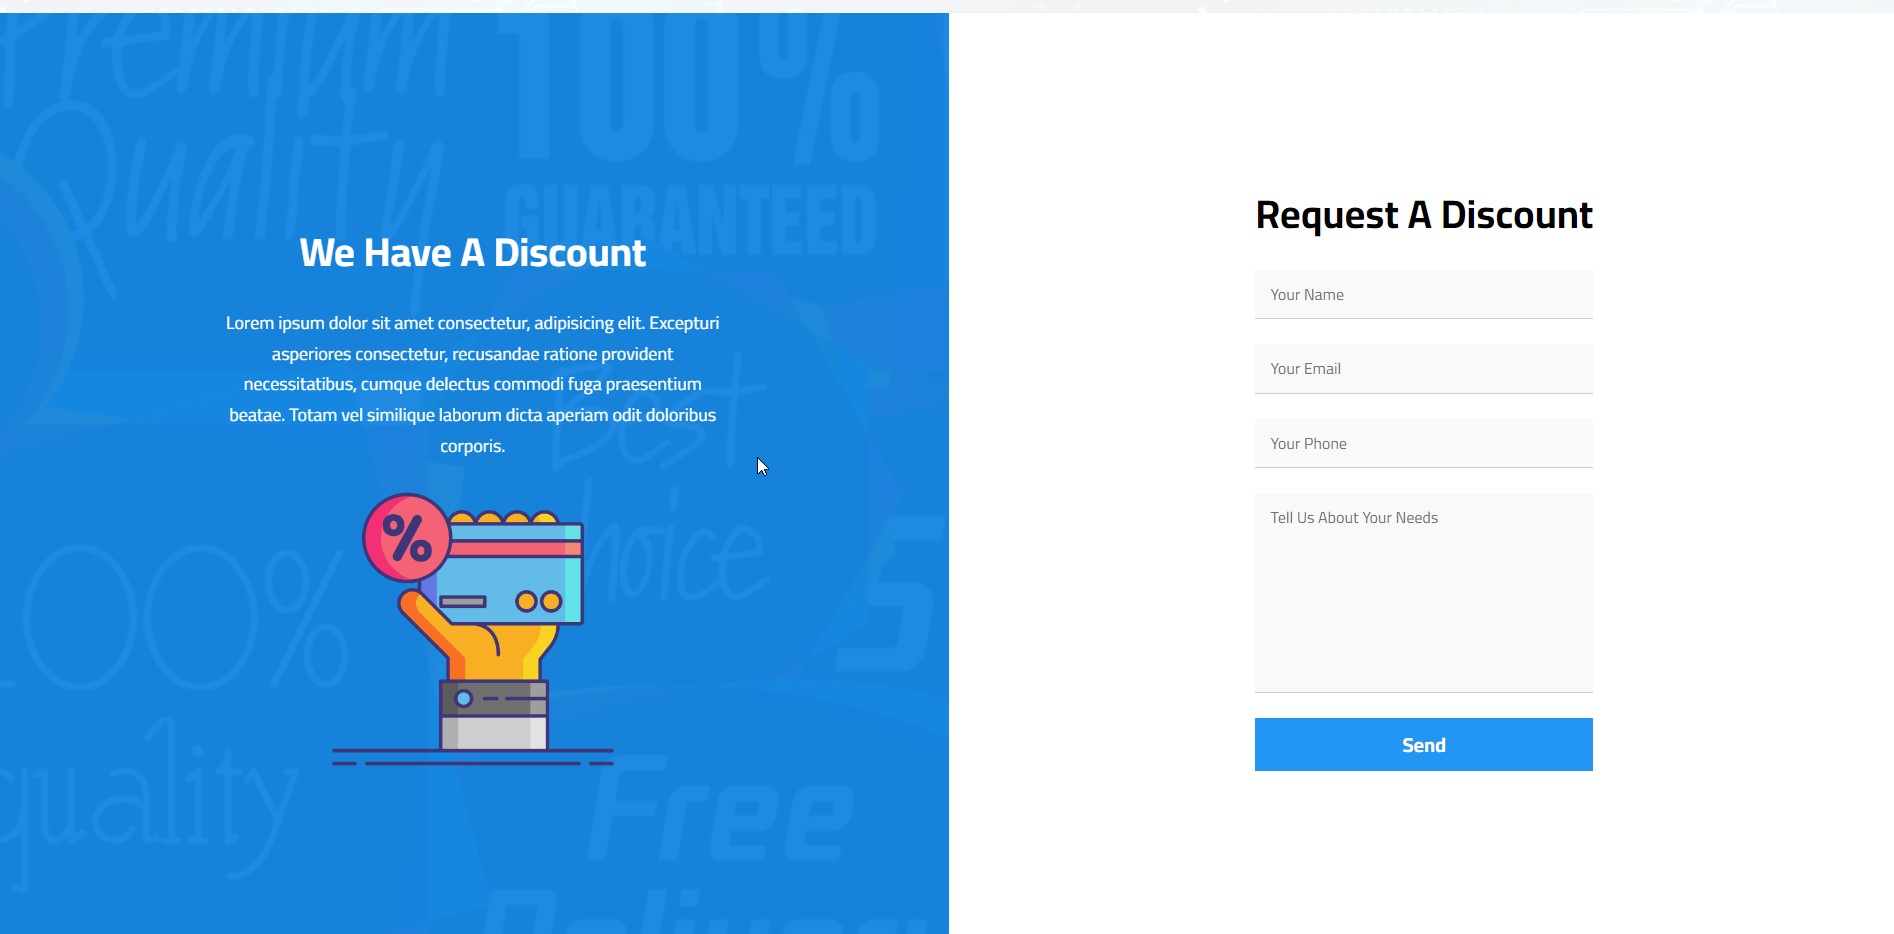 Premium
Quality
100%
GUARANTEED
We Have A Discount
Lorem ipsum dolor sit amet consectetur, adipisicing elit. Excepturi
asperiores consectetur, recusandae ratione provident
necessitatibus, cumque delectus commodi fuga praesentium
beatae. Totam vel similique laborum dicta aperiam odit doloribus
corporis.
Best
choice
%
100%
quality
5
Free
Delivery
Request A Discount
Your Name
Your Email
Your Phone
Tell Us About Your Needs
Send